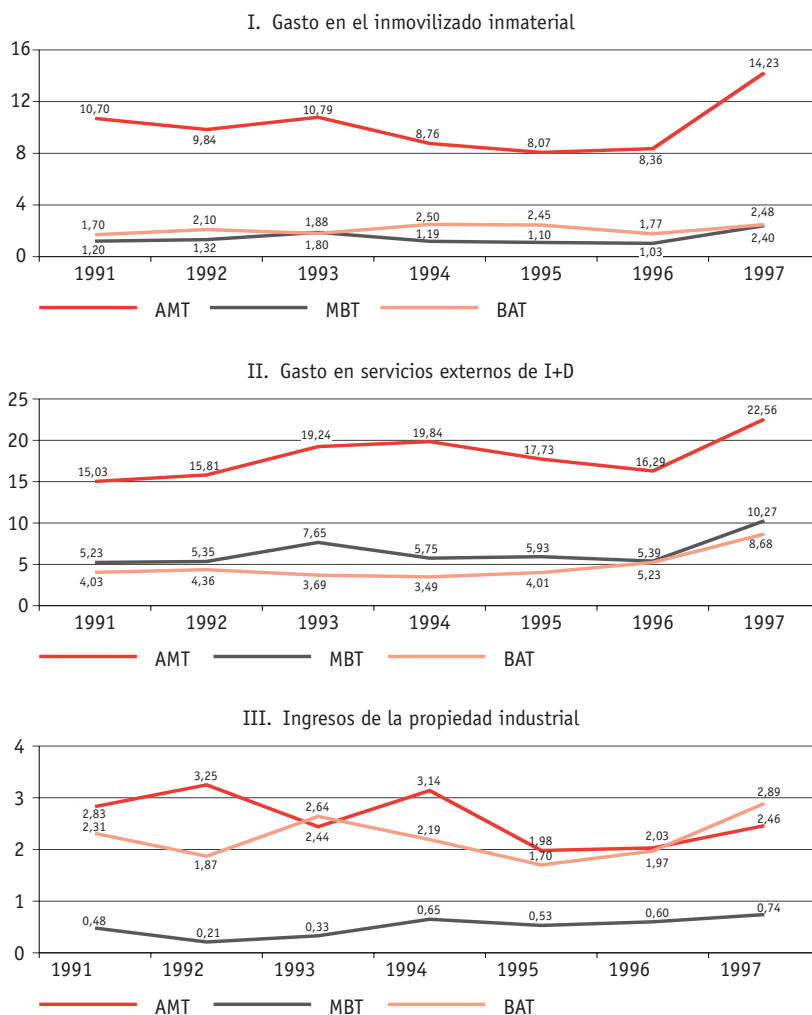 I. Gasto en el inmovilizado inmaterial
16
12
8
4
0
10,70 9,84 10,79 8,76 8,07 8,36 14,23
1,70 2,10 1,88 2,50 2,45 1,77 2,48
1,20 1,32 1,80 1,19 1,10 1,03 2,40
1991 1992 1993 1994 1995 1996 1997
AMT MBT BAT
II. Gasto en servicios externos de I+D
25
20
15
10
5
0
15,03 15,81 19,24 19,84 17,73 16,29 22,56
5,23 5,35 7,65 5,75 5,93 5,39 10,27
4,03 4,36 3,69 3,49 4,01 5,23 8,68
1991 1992 1993 1994 1995 1996 1997
AMT MBT BAT
III. Ingresos de la propiedad industrial
4
3
2
1
0
2,83 3,25 2,64 3,14 1,98 2,03 2,89
2,31 1,87 2,44 2,19 1,70 1,97 2,46
0,48 0,21 0,33 0,65 0,53 0,60 0,74
1991 1992 1993 1994 1995 1996 1997
AMT MBT BAT